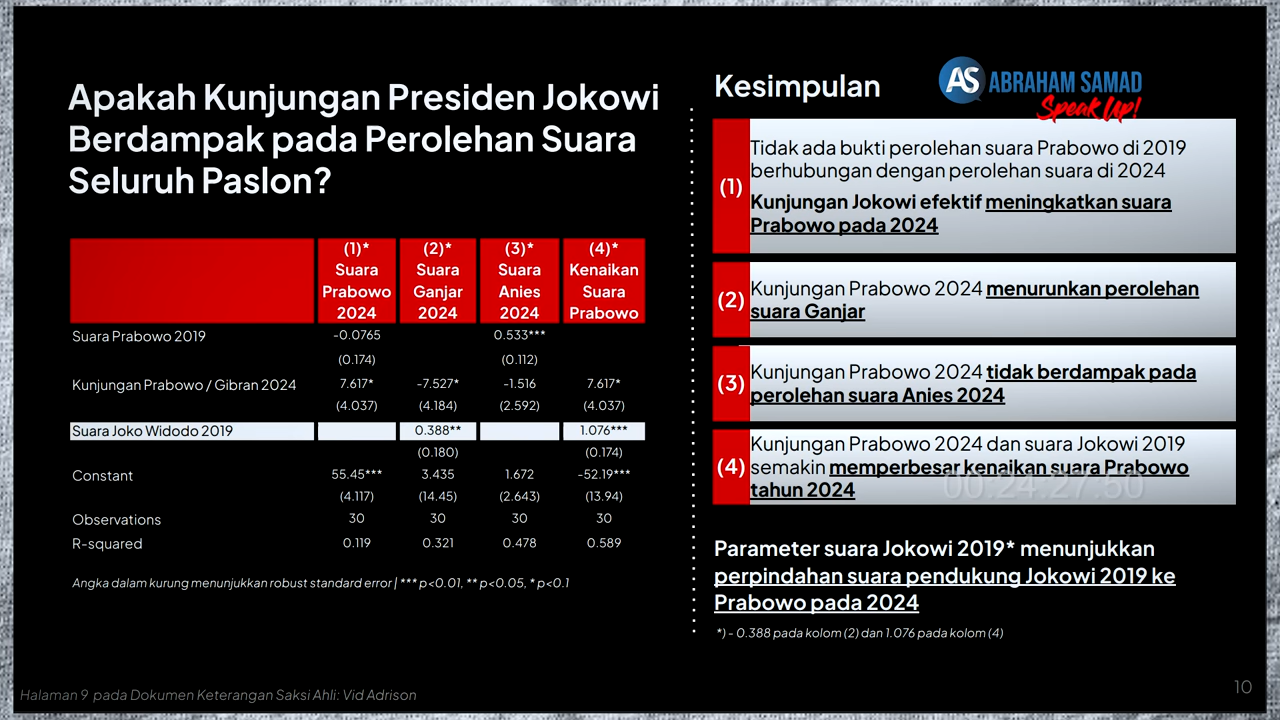 Apakah Kunjungan Presiden Jokowi
Berdampak pada Perolehan Suara
Seluruh Paslon?
(1)* Suara Prabowo 2024 (2)* Suara Ganjar 2024 (3)* Suara Anies 2024 (4)* Kenaikan Suara Prabowo
Suara Prabowo 2019 -0.0765 0.533***
(0.174) (0.112)
Kunjungan Prabowo / Gibran 2024 7.617* -7.527* -1.516 7.617*
(4.037) (4.184) (2.592) (4.037)
Suara Joko Widodo 2019 0.388** 1.076***
(0.180) (0.174)
Constant 55.45*** 3.435 1.672 -52.19***
(4.117) (14.45) (2.643) (13.94)
Observations 30 30 30 30
R-squared 0.119 0.321 0.478 0.589
Angka dalam kurung menunjukkan robust standard error | *** p<0.01, ** p<0.05, * p<0.1
Kesimpulan
AS ABRAHAM SAMAD
Speak Up!
(1)
Tidak ada bukti perolehan suara Prabowo di 2019
berhubungan dengan perolehan suara di 2024
Kunjungan Jokowi efektif meningkatkan suara
Prabowo pada 2024
(2)
Kunjungan Prabowo 2024 menurunkan perolehan
suara Ganjar
(3)
Kunjungan Prabowo 2024 tidak berdampak pada
perolehan suara Anies 2024
(4)
Kunjungan Prabowo 2024 dan suara Jokowi 2019
semakin memperbesar kenaikan suara Prabowo
tahun 2024
00:24:27:50
Parameter suara Jokowi 2019* menunjukkan
perpindahan suara pendukung Jokowi 2019 ke
Prabowo pada 2024
*) - 0.388 pada kolom (2) dan 1.076 pada kolom (4)
Halaman 9 pada Dokumen Keterangan Saksi Ahli: Vid Adrison
10